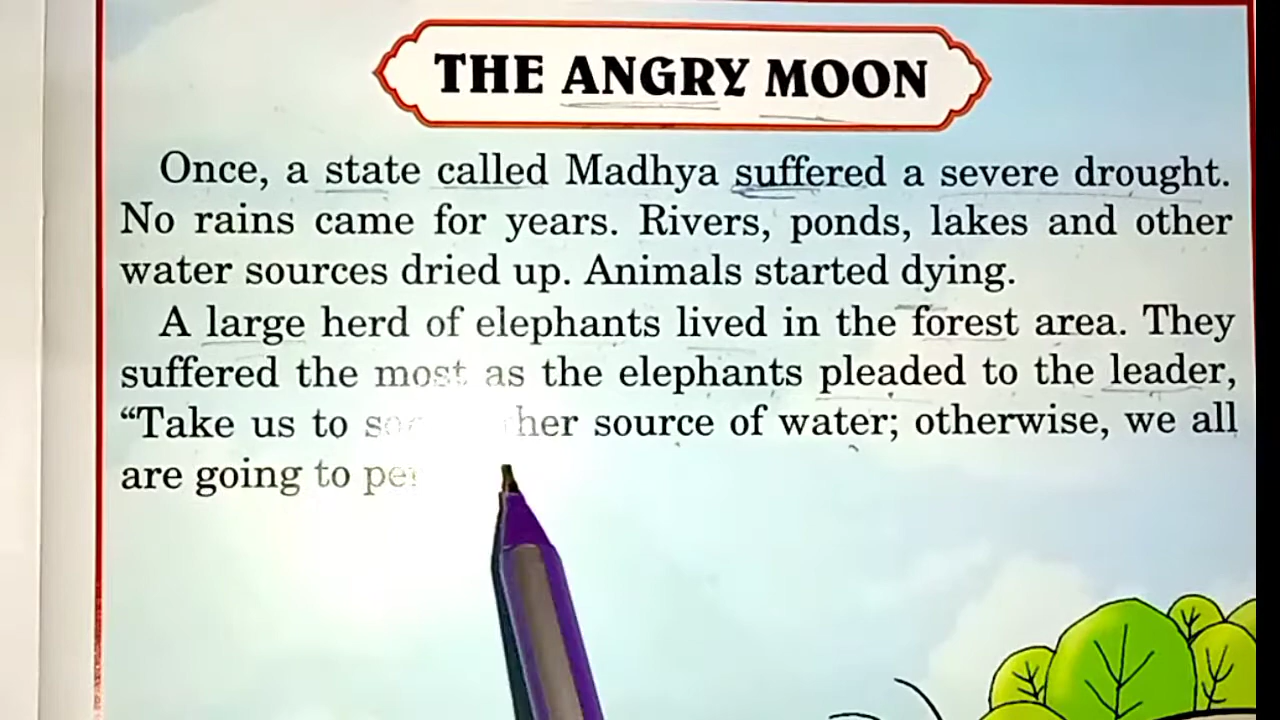 THE ANGRY MOON
Once, a state called Madhya suffered a severe drought.
No rains came for years. Rivers, ponds, lakes and other
water sources dried up. Animals started dying.
A large herd of elephants lived in the forest area. They
suffered the most as the elephants pleaded to the leader,
“Take us to source of water; otherwise, we all
are going to